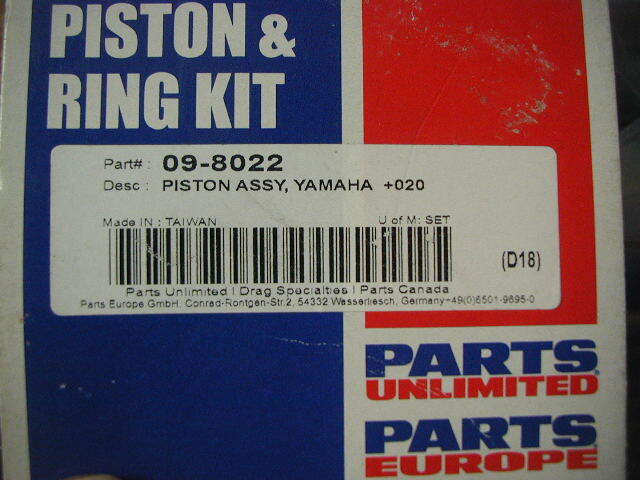 PISTON &
RING KIT
Part# : 09-8022
Desc : PISTON ASSY, YAMAHA +020
Made IN : TAIWAN U of M: SET
(D18)
Parts Unlimited | Drag Specialties | Parts Canada
Parts Europe GmbH, Conrad-Rontgen-Str.2, 54332 Wasserliesch, Germany+49(0)6501-9695-0
PARTS
UNLIMITED
PARTS
EUROPE